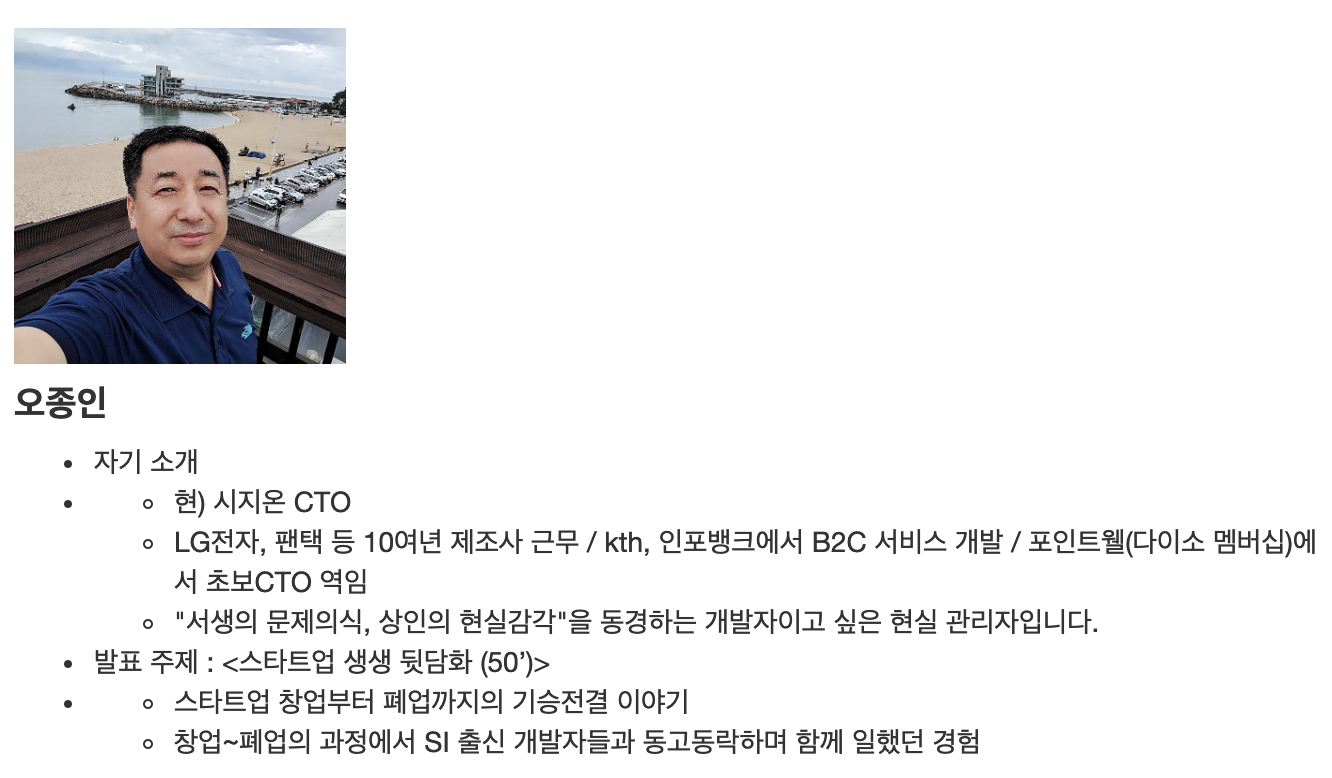 오종인
자기 소개
현) 시지온 CTO
LG전자, 팬택 등 10여년 제조사 근무 / kth, 인포뱅크에서 B2C 서비스 개발 / 포인트웰(다이소 멤버십)에
서 초보CTO 역임
"서생의 문제의식, 상인의 현실감각"을 동경하는 개발자이고 싶은 현실 관리자입니다.
발표 주제 : <스타트업 생생 뒷담화 (50’)>
스타트업 창업부터 폐업까지의 기승전결 이야기
창업~폐업의 과정에서 SI 출신 개발자들과 동고동락하며 함께 일했던 경험